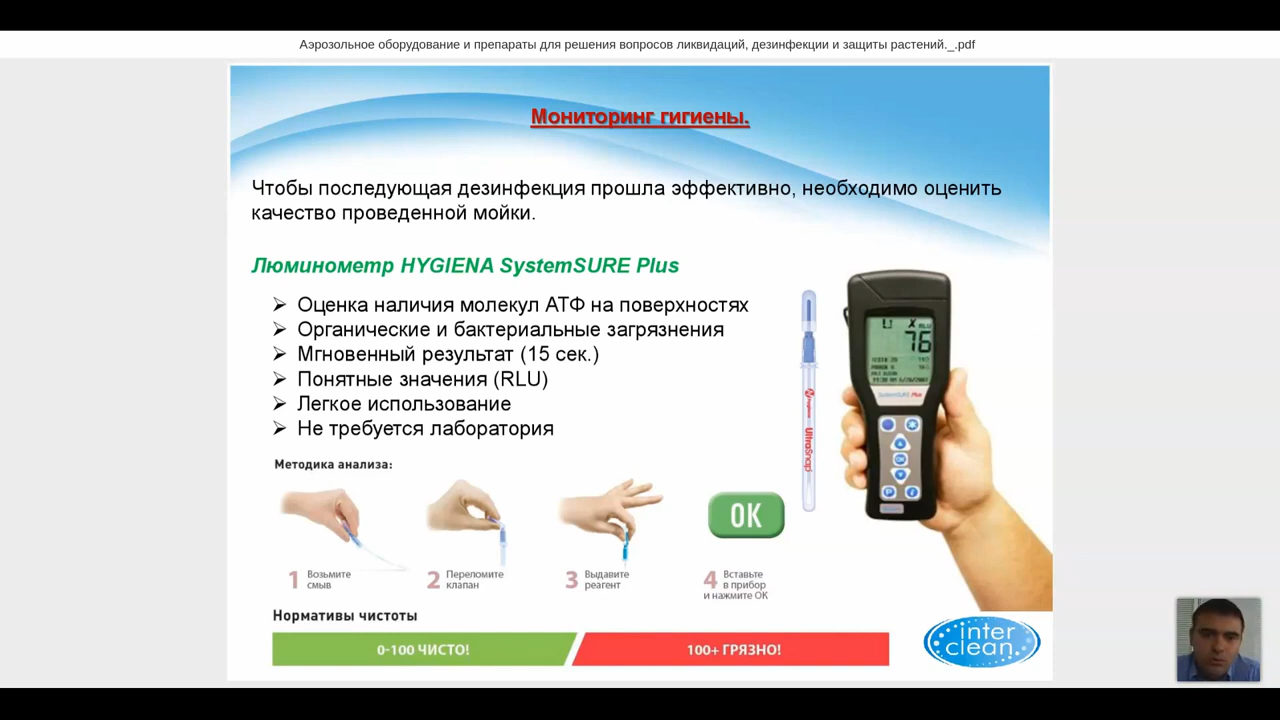 Аэрозольное оборудование и препараты для решения вопросов ликвидаций, дезинфекции и защиты растений._.pdf
Мониторинг гигиены.
Чтобы последующая дезинфекция прошла эффективно, необходимо оценить
качество проведенной мойки.
Люминометр HYGIENA SystemSURE Plus
Оценка наличия молекул АТФ на поверхностях
Органические и бактериальные загрязнения
Мгновенный результат (15 сек.)
Понятные значения (RLU)
Легкое использование
Не требуется лаборатория
RLU
76
SystemSURE Plus
OK
P
i
UltraSnap
Методика анализа:
OK
1 Возьмите
смыв
2 Переломите
клапан
3 Выдавите
реагент
4 Вставьте
в прибор
и нажмите ОК
Нормативы чистоты
0-100 ЧИСТО!
100+ ГРЯЗНО!
inter
clean